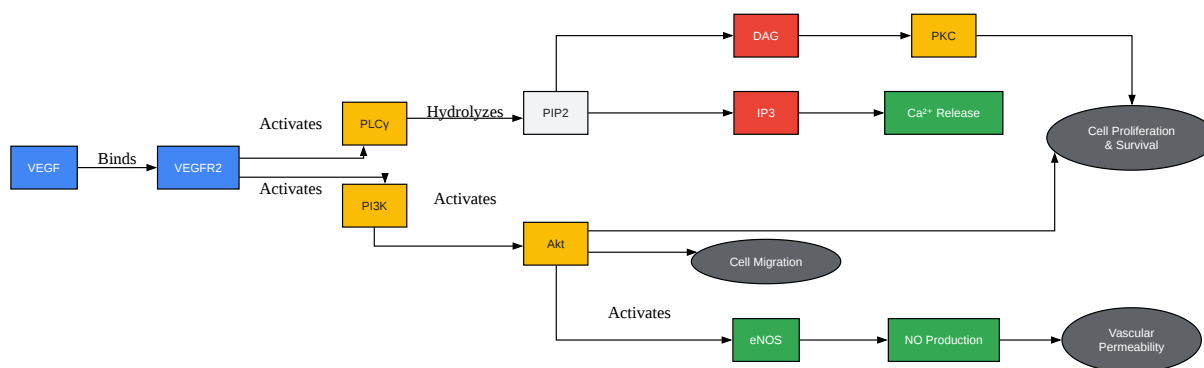 DAG
PKC
Activates
PLCγ
Hydrolyzes
PIP2
IP3
Ca²⁺ Release
Cell Proliferation
& Survival
VEGF
Binds
VEGFR2
Activates
PI3K
Activates
Akt
Cell Migration
Activates
eNOS
NO Production
Vascular
Permeability